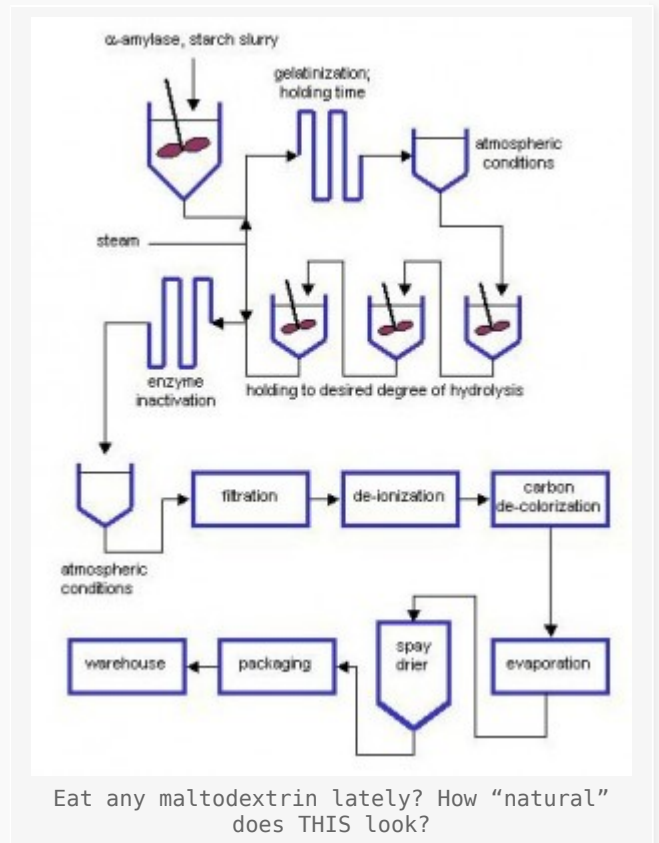 α-amylase, starch slurry
gelatinization;
holding time
atmospheric
conditions
steam
enzyme
inactivation
holding to desired degree of hydrolysis
atmospheric
conditions
filtration
de-ionization
carbon
de-colorization
warehouse
packaging
spay
drier
evaporation
Eat any maltodextrin lately? How “natural”
does THIS look?